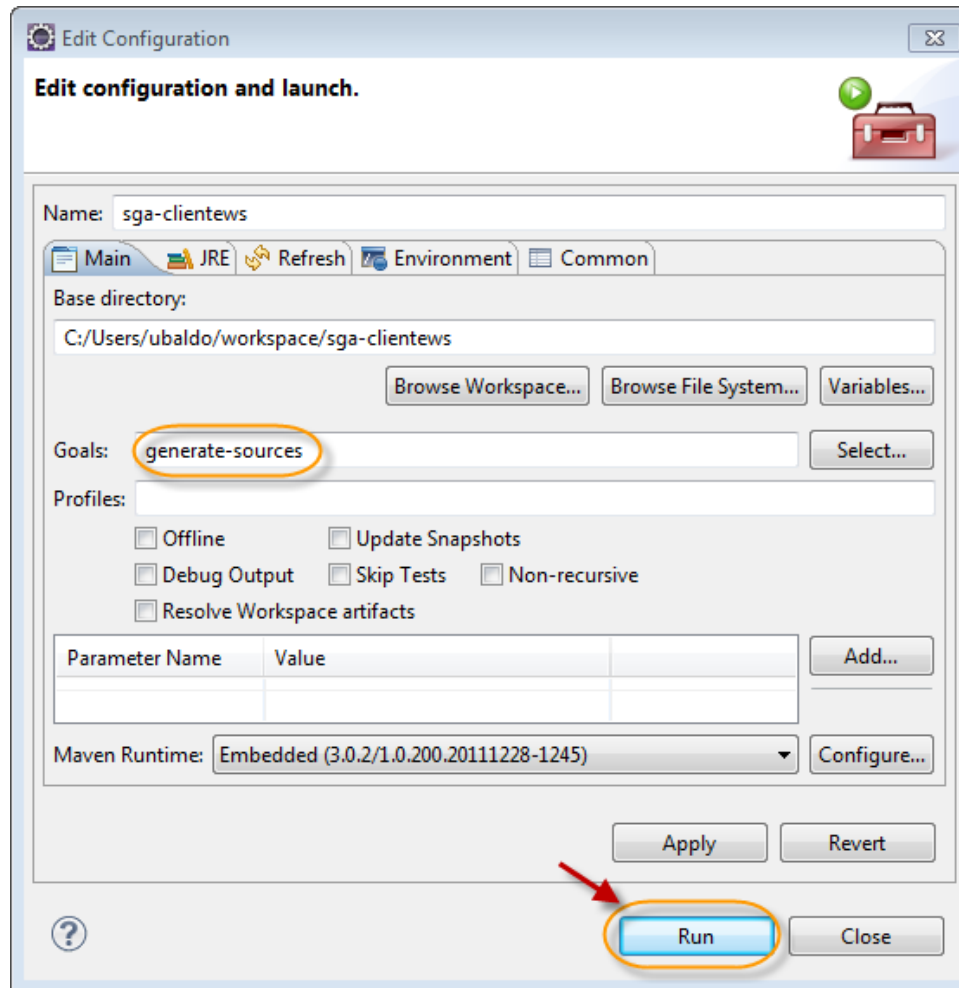 Edit Configuration
Edit configuration and launch.
Name: sga-clientews
Main JRE Refresh Environment Common
Base directory:
C:/Users/ubaldo/workspace/sga-clientews
Browse Workspace... Browse File System... Variables...
Goals: generate-sources Select...
Profiles:
Offline Update Snapshots
Debug Output Skip Tests Non-recursive
Resolve Workspace artifacts
Parameter Name Value Add...
Maven Runtime: Embedded (3.0.2/1.0.200.20111228-1245) Configure...
Apply Revert
? Run Close